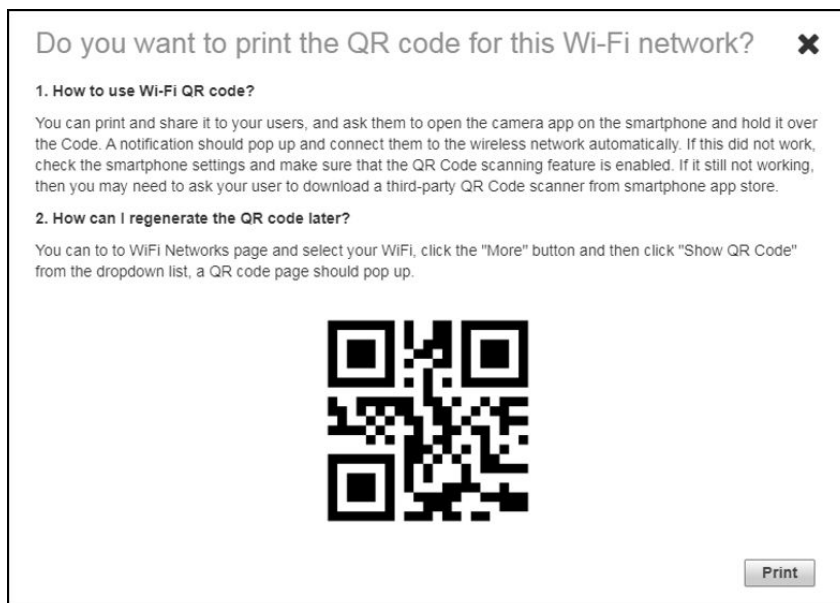 Do you want to print the QR code for this Wi-Fi network?
1. How to use Wi-Fi QR code?
You can print and share it to your users, and ask them to open the camera app on the smartphone and hold it over
the Code. A notification should pop up and connect them to the wireless network automatically. If this did not work,
check the smartphone settings and make sure that the QR Code scanning feature is enabled. If it still not working,
then you may need to ask your user to download a third-party QR Code scanner from smartphone app store.
2. How can I regenerate the QR code later?
You can to to WiFi Networks page and select your WiFi, click the "More" button and then click "Show QR Code"
from the dropdown list, a QR code page should pop up.
Print